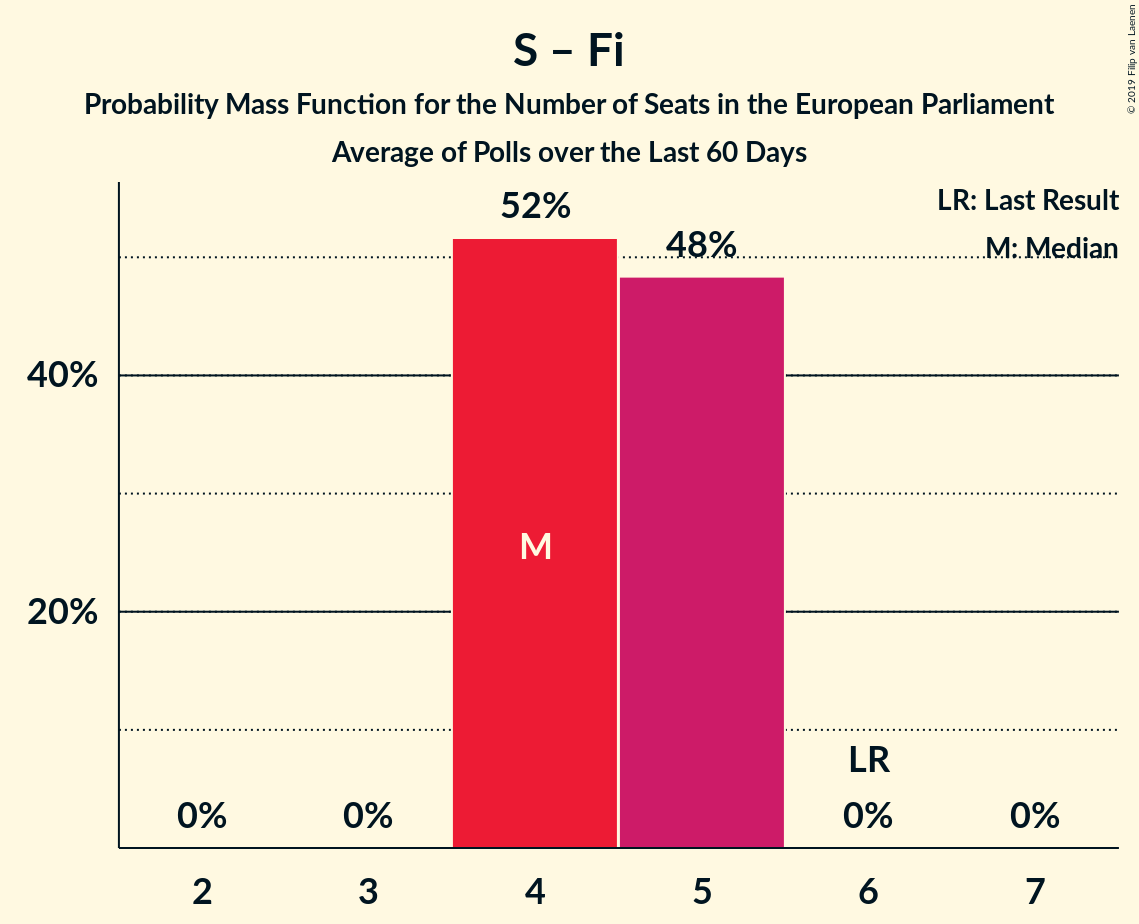 S – Fi
Probability Mass Function for the Number of Seats in the European Parliament
Average of Polls over the Last 60 Days
© 2019 Filip van Laenen
LR: Last Result
M: Median
52%
48%
40%
20%
M
LR
0%
0%
0%
0%
2
3
4
5
6
7